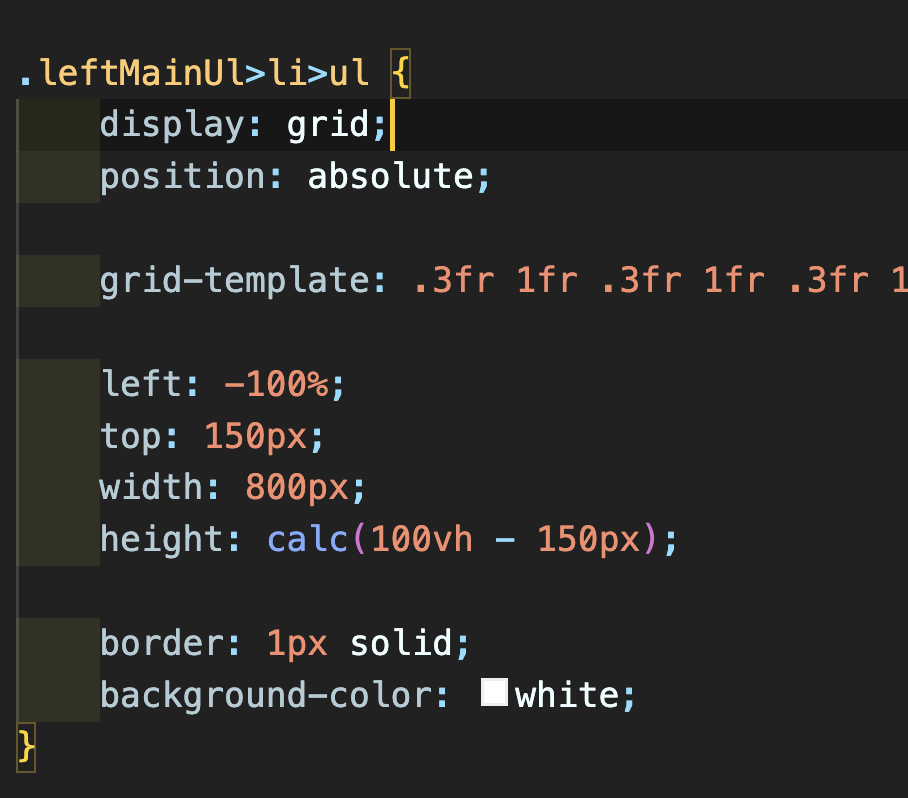 .leftMainUl>li>ul {
display: grid;
position: absolute;
grid-template: .3fr 1fr .3fr 1fr .3fr 1
left: -100%;
top: 150px;
width: 800px;
height: calc(100vh - 150px);
border: 1px solid;
background-color: white;
}